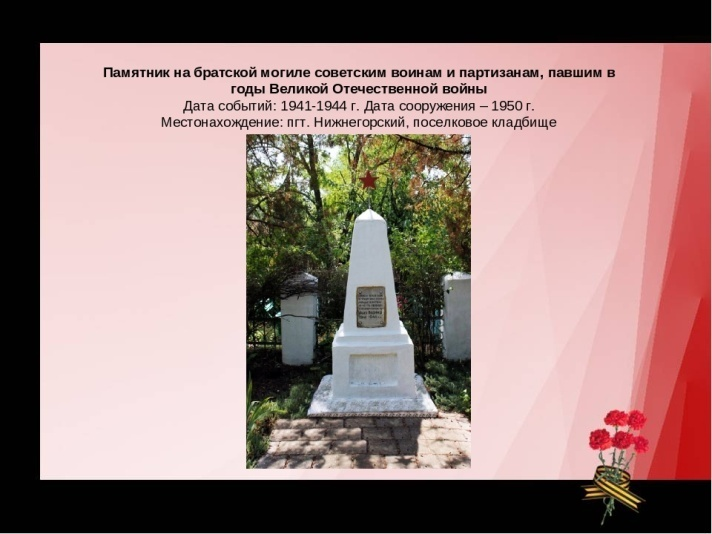 Памятник на братской могиле советским воинам и партизанам, павшим в
годы Великой Отечественной войны
Дата событий: 1941-1944 г. Дата сооружения – 1950 г.
Местонахождение: пгт. Нижнегорский, поселковое кладбище